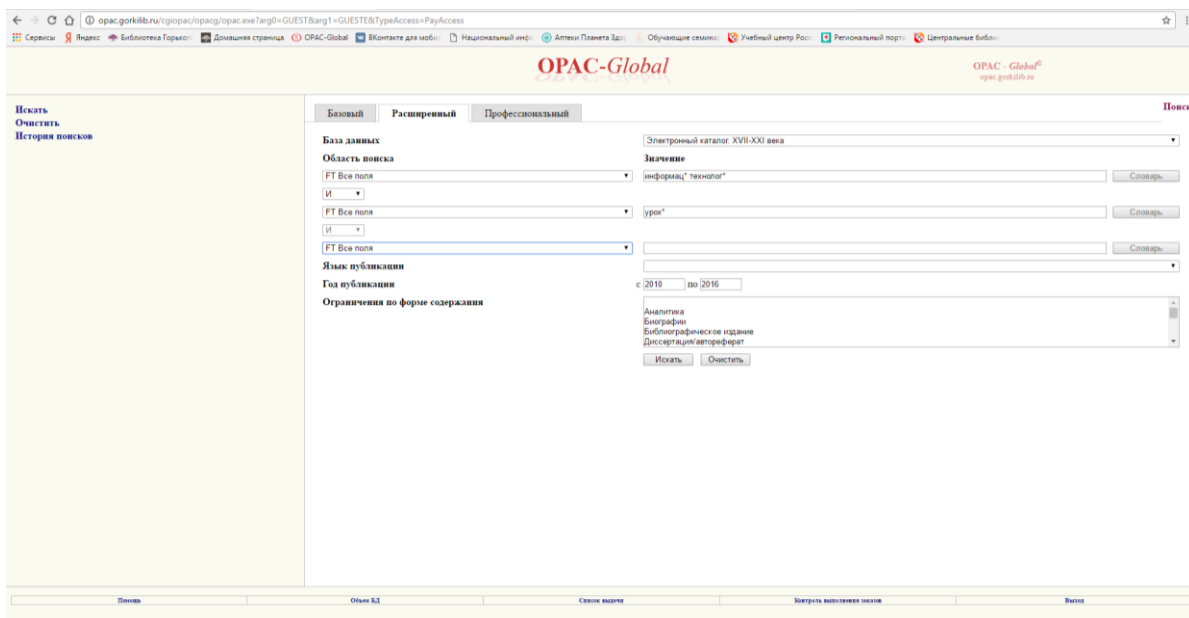 opac.gorkilib.ru/cgiopac/opacg/opac.exe?arg0=GUEST&arg1=GUESTE&TypeAccess=PayAccess
Сервисы Яндекс Библиотека Горьког Домашняя страница OPAC-Global ВКонтакте для моби Национальный инфо Аптеки Планета Здор Обучающие семинар Учебный центр Росс Региональный порта Центральные библи
OPAC-Global
OPAC - Global©
opac.gorkilib.ru
Искать
Очистить
История поисков
Базовый Расширенный Профессиональный
Поиск
База данных Электронный каталог. XVII-XXI века
Область поиска Значение
FT Все поля информац* технолог* Словарь
И
FT Все поля урок* Словарь
И
FT Все поля Словарь
Язык публикации
Год публикации с 2010 по 2016
Ограничения по форме содержания
Аналитика
Биографии
Библиографическое издание
Диссертация/автореферат
Искать Очистить
Помощь Объем БД Список выдачи Контроль выполнения заказов Выход